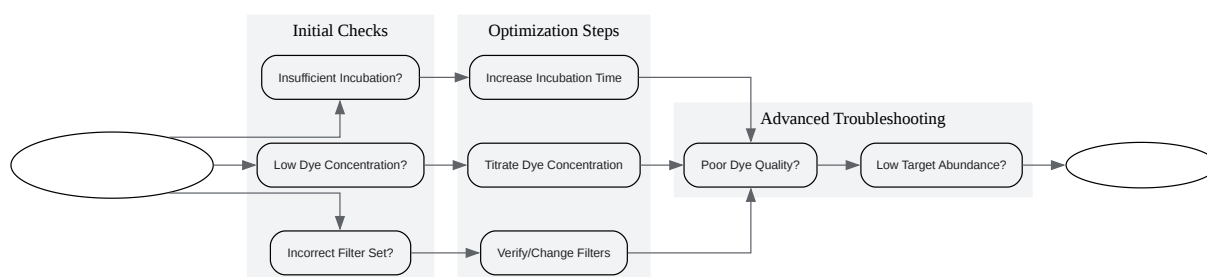 Initial Checks
Optimization Steps
Insufficient Incubation?
Increase Incubation Time
Advanced Troubleshooting
Low Dye Concentration?
Titrate Dye Concentration
Poor Dye Quality?
Low Target Abundance?
Incorrect Filter Set?
Verify/Change Filters